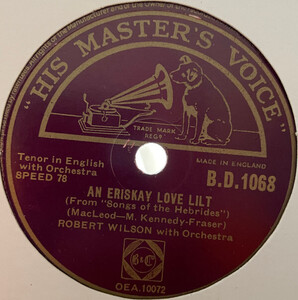 "HIS MASTER'S VOICE"
TRADE MARK
REGD
Tenor in English
with Orchestra
SPEED 78
MADE IN ENGLAND
B.D.1068
AN ERISKAY LOVE LILT
(From "Songs of the Hebrides")
(MacLeod—M. Kennedy-Fraser)
ROBERT WILSON with Orchestra
B&Co
OEA.10072